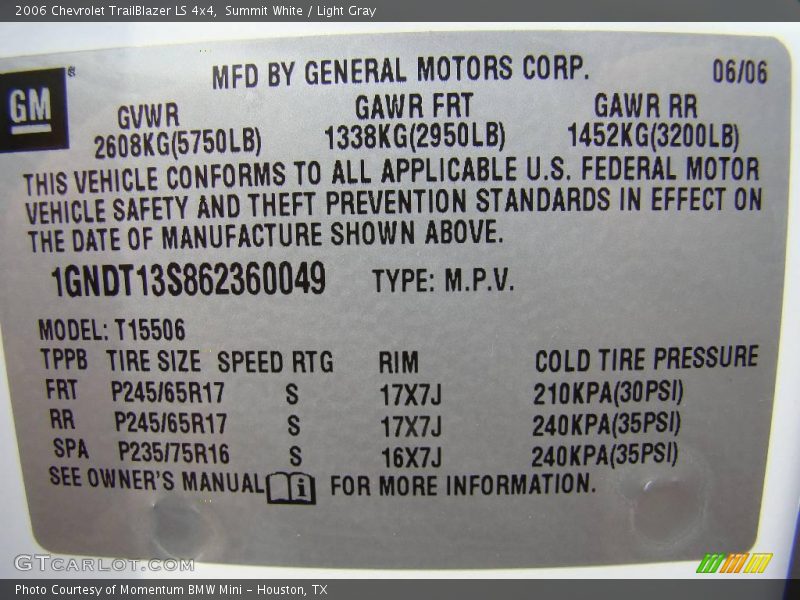 2006 Chevrolet TrailBlazer LS 4x4,  Summit White / Light Gray
GM ®
MFD BY GENERAL MOTORS CORP. 06/06
GVWR GAWR FRT GAWR RR
2608KG(5750LB) 1338KG(2950LB) 1452KG(3200LB)
THIS VEHICLE CONFORMS TO ALL APPLICABLE U.S. FEDERAL MOTOR
VEHICLE SAFETY AND THEFT PREVENTION STANDARDS IN EFFECT ON
THE DATE OF MANUFACTURE SHOWN ABOVE.
1GNDT13S862360049 TYPE: M.P.V.
MODEL: T15506
TPPB TIRE SIZE SPEED RTG RIM COLD TIRE PRESSURE
FRT P245/65R17 S 17X7J 210KPA(30PSI)
RR P245/65R17 S 17X7J 240KPA(35PSI)
SPA P235/75R16 S 16X7J 240KPA(35PSI)
SEE OWNER'S MANUAL i FOR MORE INFORMATION.
GTCARLOT.COM
Photo Courtesy of Momentum BMW Mini - Houston, TX